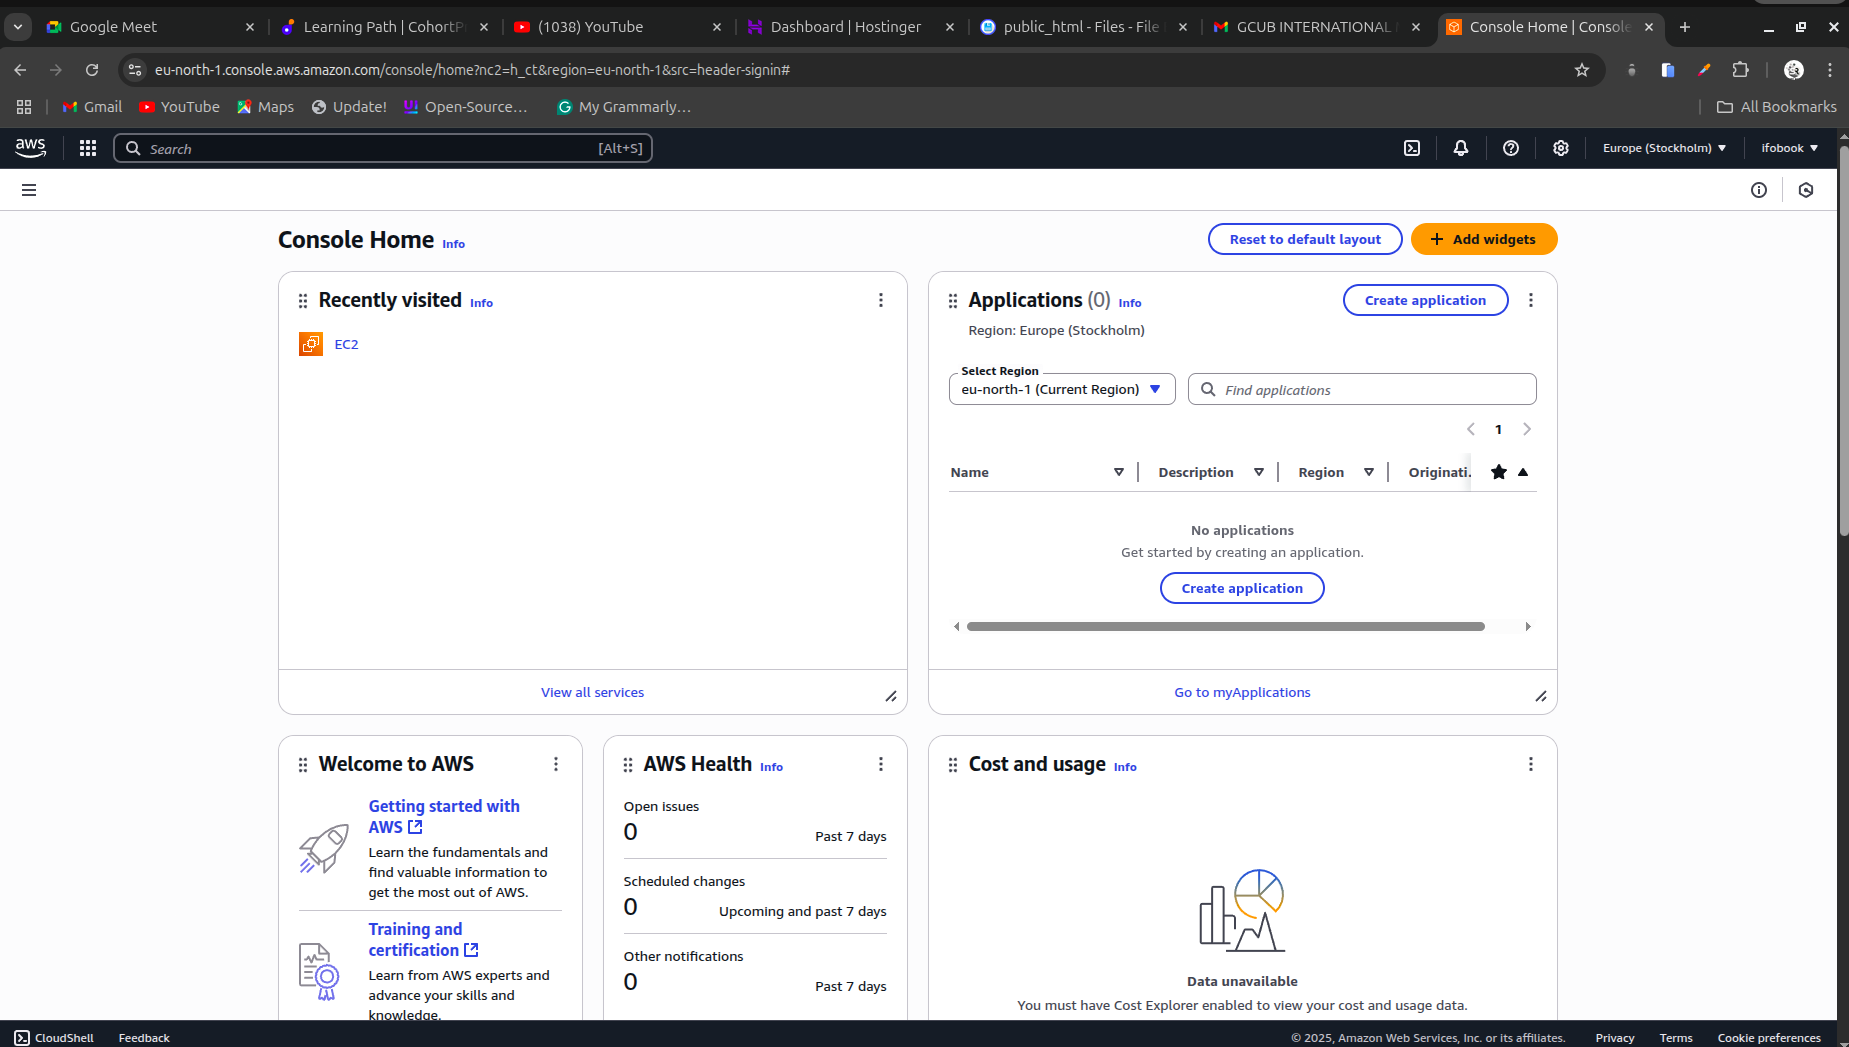 Google Meet
Learning Path | CohortP
(1038) YouTube
Dashboard | Hostinger
public_html - Files - File
GCUB INTERNATIONAL
Console Home | Console
eu-north-1.console.aws.amazon.com/console/home?nc2=h_ct&region=eu-north-1&src=header-signin#
Gmail
YouTube
Maps
Update!
Open-Source...
My Grammarly...
All Bookmarks
aws
Search
[Alt+S]
Europe (Stockholm)
ifobook
Console Home Info
Reset to default layout
Add widgets
Recently visited Info
EC2
View all services
Applications (0) Info
Create application
Region: Europe (Stockholm)
Select Region
eu-north-1 (Current Region)
Find applications
1
Name
Description
Region
Originati.
No applications
Get started by creating an application.
Create application
Go to myApplications
Welcome to AWS
Getting started with
AWS
Learn the fundamentals and
find valuable information to
get the most out of AWS.
Training and
certification
Learn from AWS experts and
advance your skills and
knowledge.
AWS Health Info
Open issues
0
Past 7 days
Scheduled changes
0
Upcoming and past 7 days
Other notifications
0
Past 7 days
Cost and usage Info
Data unavailable
You must have Cost Explorer enabled to view your cost and usage data.
CloudShell
Feedback
© 2025, Amazon Web Services, Inc. or its affiliates.
Privacy
Terms
Cookie preferences